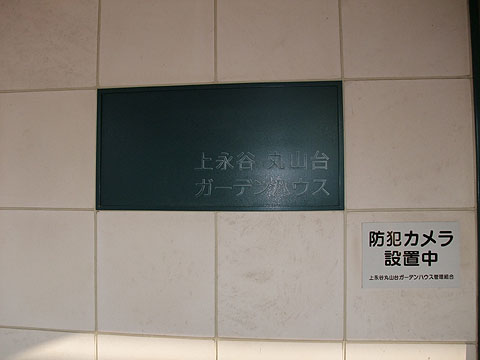 上永谷 丸山台
ガーデンハウス
防犯カメラ
設置中
上永谷丸山台ガーデンハウス管理組合